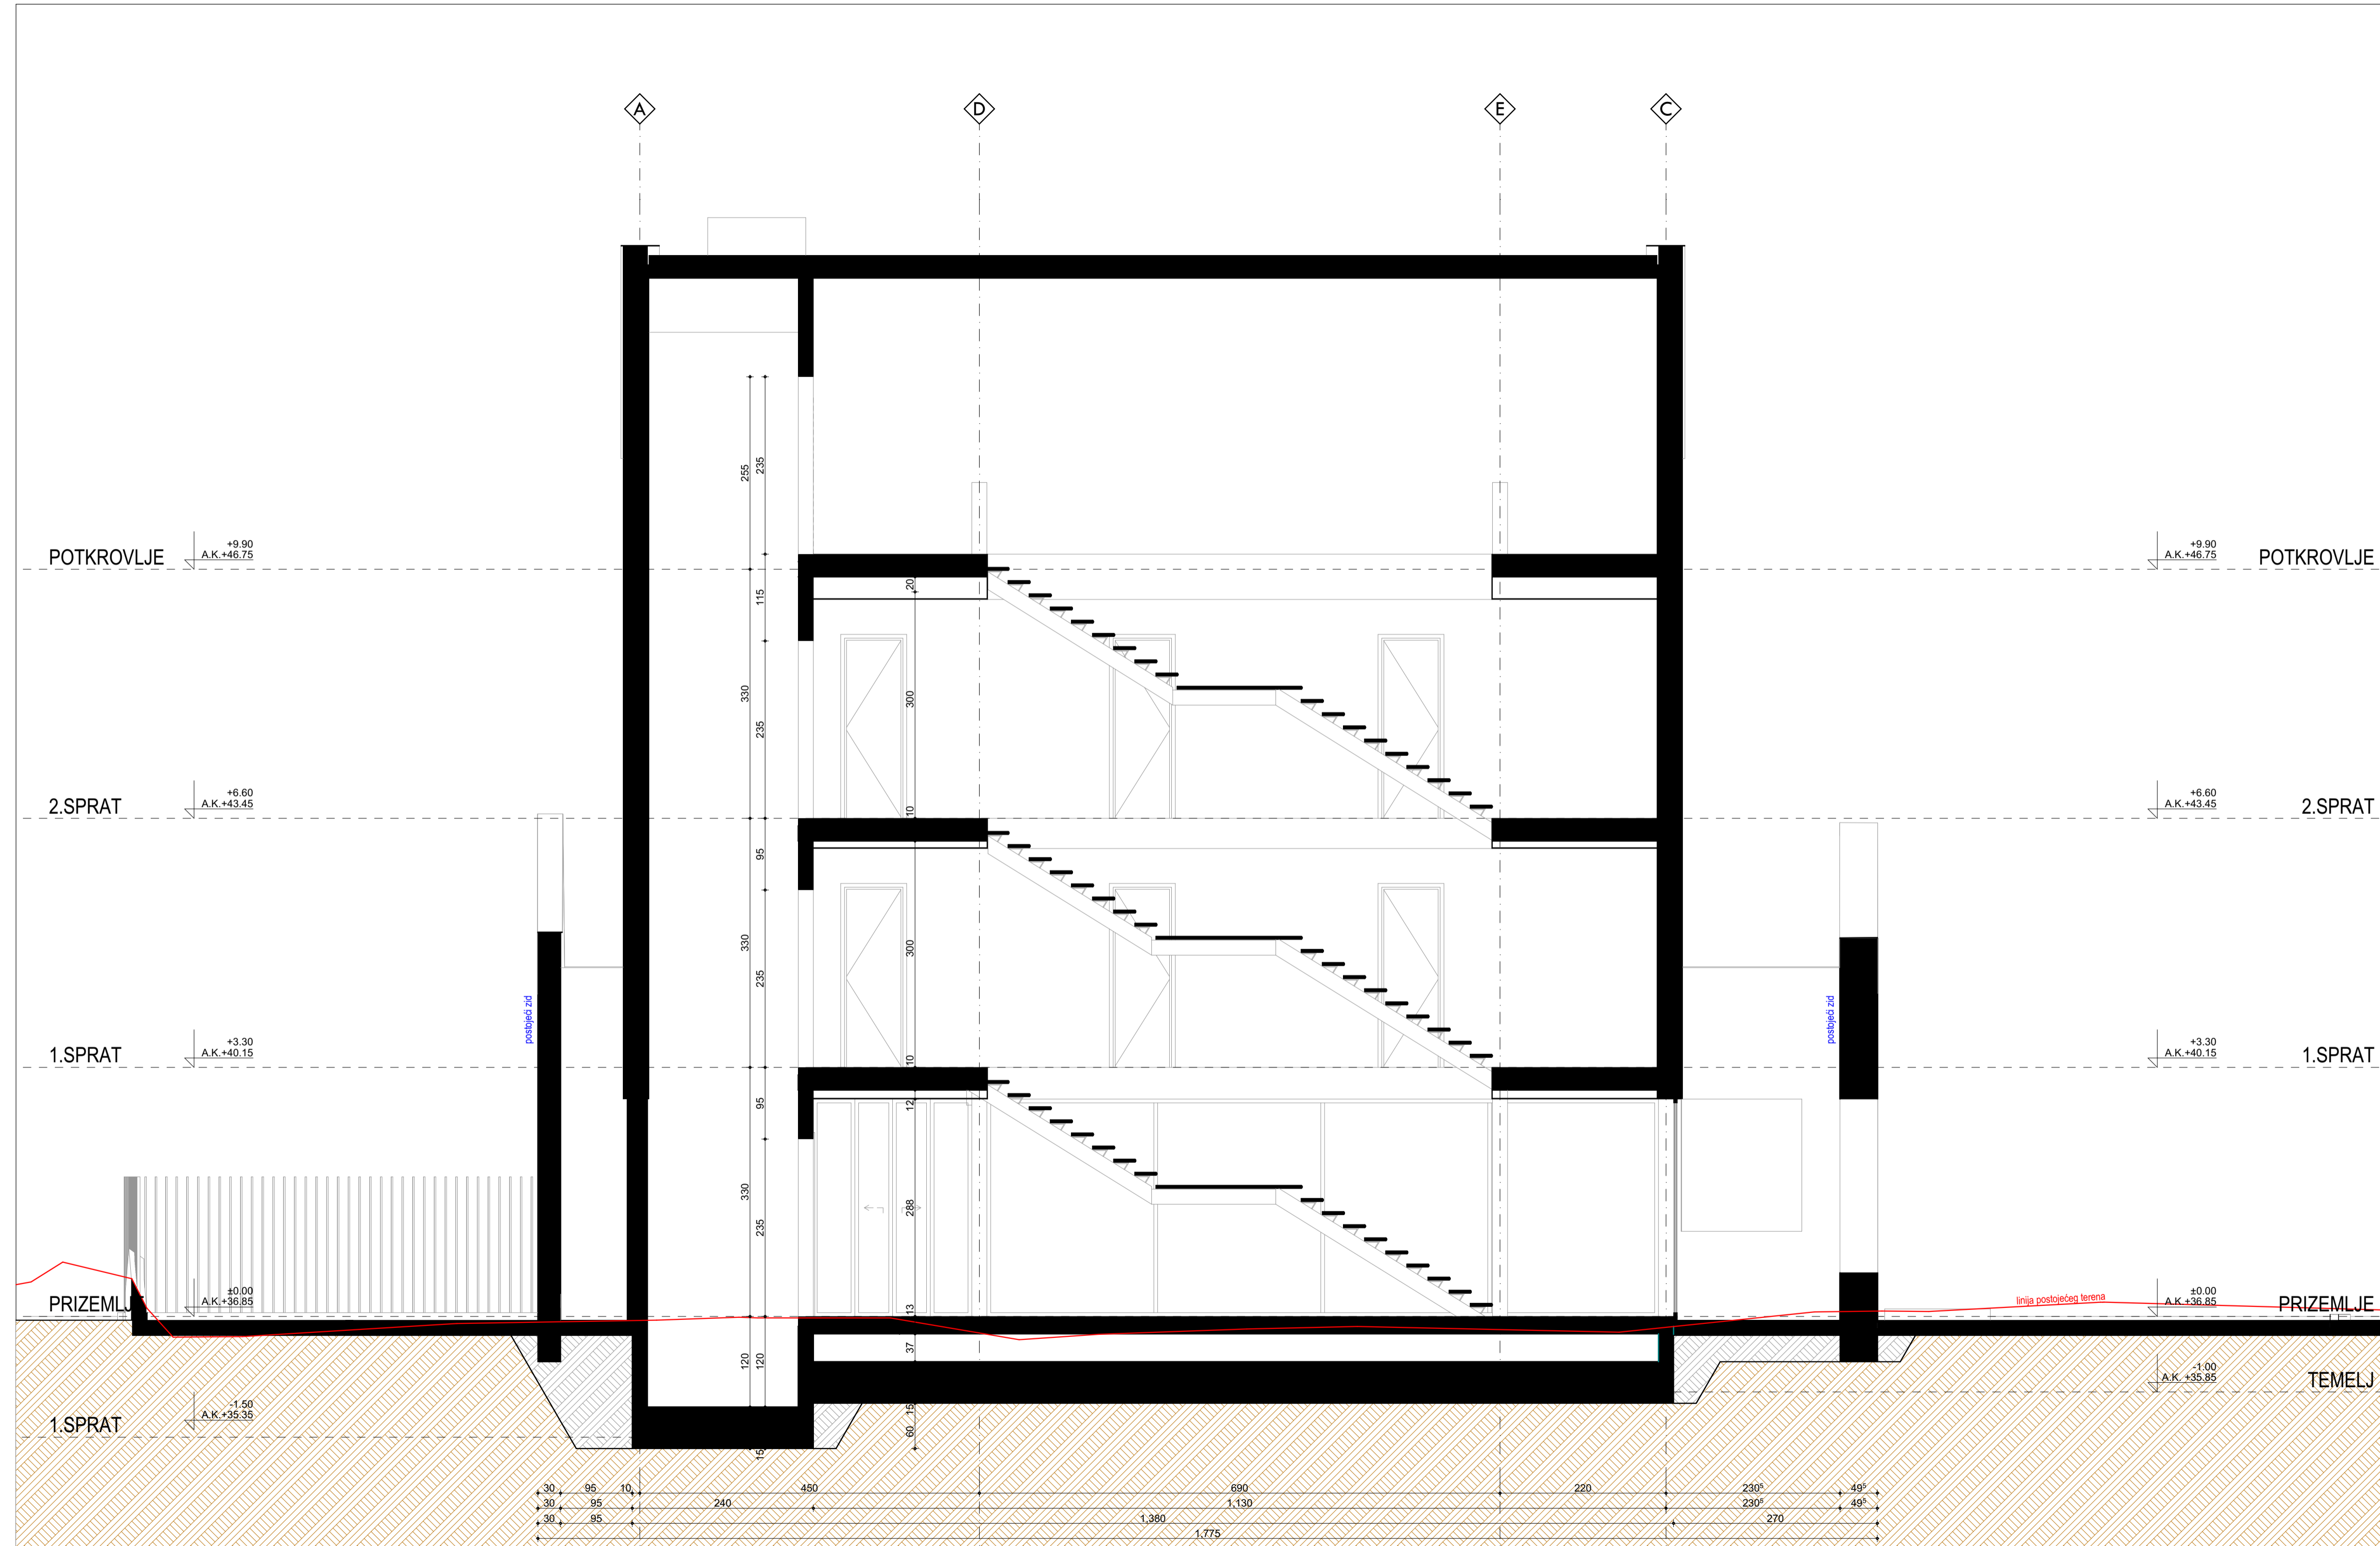 A D E C
255
235
POTKROVLJE
+9.90
A.K.+46.75
+9.90
A.K.+46.75
POTKROVLJE
20
115
330
300
235
2.SPRAT
+6.60
A.K.+43.45
10
+6.60
A.K.+43.45
2.SPRAT
95
330
300
235
postojeći zid
postojeći zid
1.SPRAT
+3.30
A.K.+40.15
10
+3.30
A.K.+40.15
1.SPRAT
95
12
330
288
235
PRIZEMLJE
±0.00
A.K.+36.85
13
linija postojećeg terena
±0.00
A.K.+36.85
PRIZEMLJE
120
120
37
-1.00
A.K. +35.85
TEMELJ
1.SPRAT
-1.50
A.K.+35.35
15
60
15
30 95 10 450 690 220 230⁵ 49⁵
30 95 240 1,130 230⁵ 49⁵
30 95 1,380 270
1,775